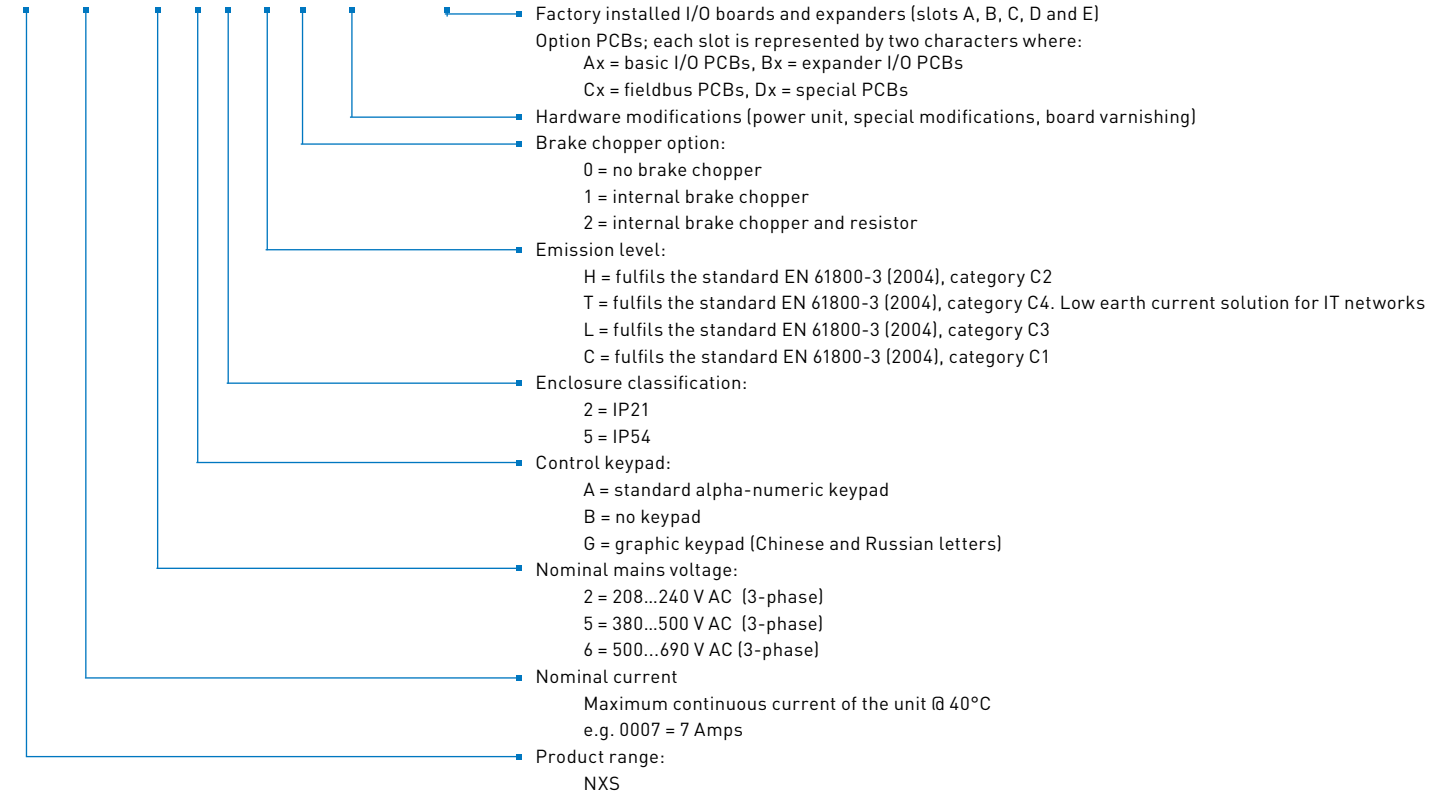 Factory installed I/O boards and expanders (slots A, B, C, D and E)
Option PCBs; each slot is represented by two characters where:
Ax = basic I/O PCBs, Bx = expander I/O PCBs
Cx = fieldbus PCBs, Dx = special PCBs
Hardware modifications (power unit, special modifications, board varnishing)
Brake chopper option:
0 = no brake chopper
1 = internal brake chopper
2 = internal brake chopper and resistor
Emission level:
H = fulfils the standard EN 61800-3 (2004), category C2
T = fulfils the standard EN 61800-3 (2004), category C4. Low earth current solution for IT networks
L = fulfils the standard EN 61800-3 (2004), category C3
C = fulfils the standard EN 61800-3 (2004), category C1
Enclosure classification:
2 = IP21
5 = IP54
Control keypad:
A = standard alpha-numeric keypad
B = no keypad
G = graphic keypad (Chinese and Russian letters)
Nominal mains voltage:
2 = 208...240 V AC (3-phase)
5 = 380...500 V AC (3-phase)
6 = 500...690 V AC (3-phase)
Nominal current
Maximum continuous current of the unit @ 40°C
e.g. 0007 = 7 Amps
Product range:
NXS